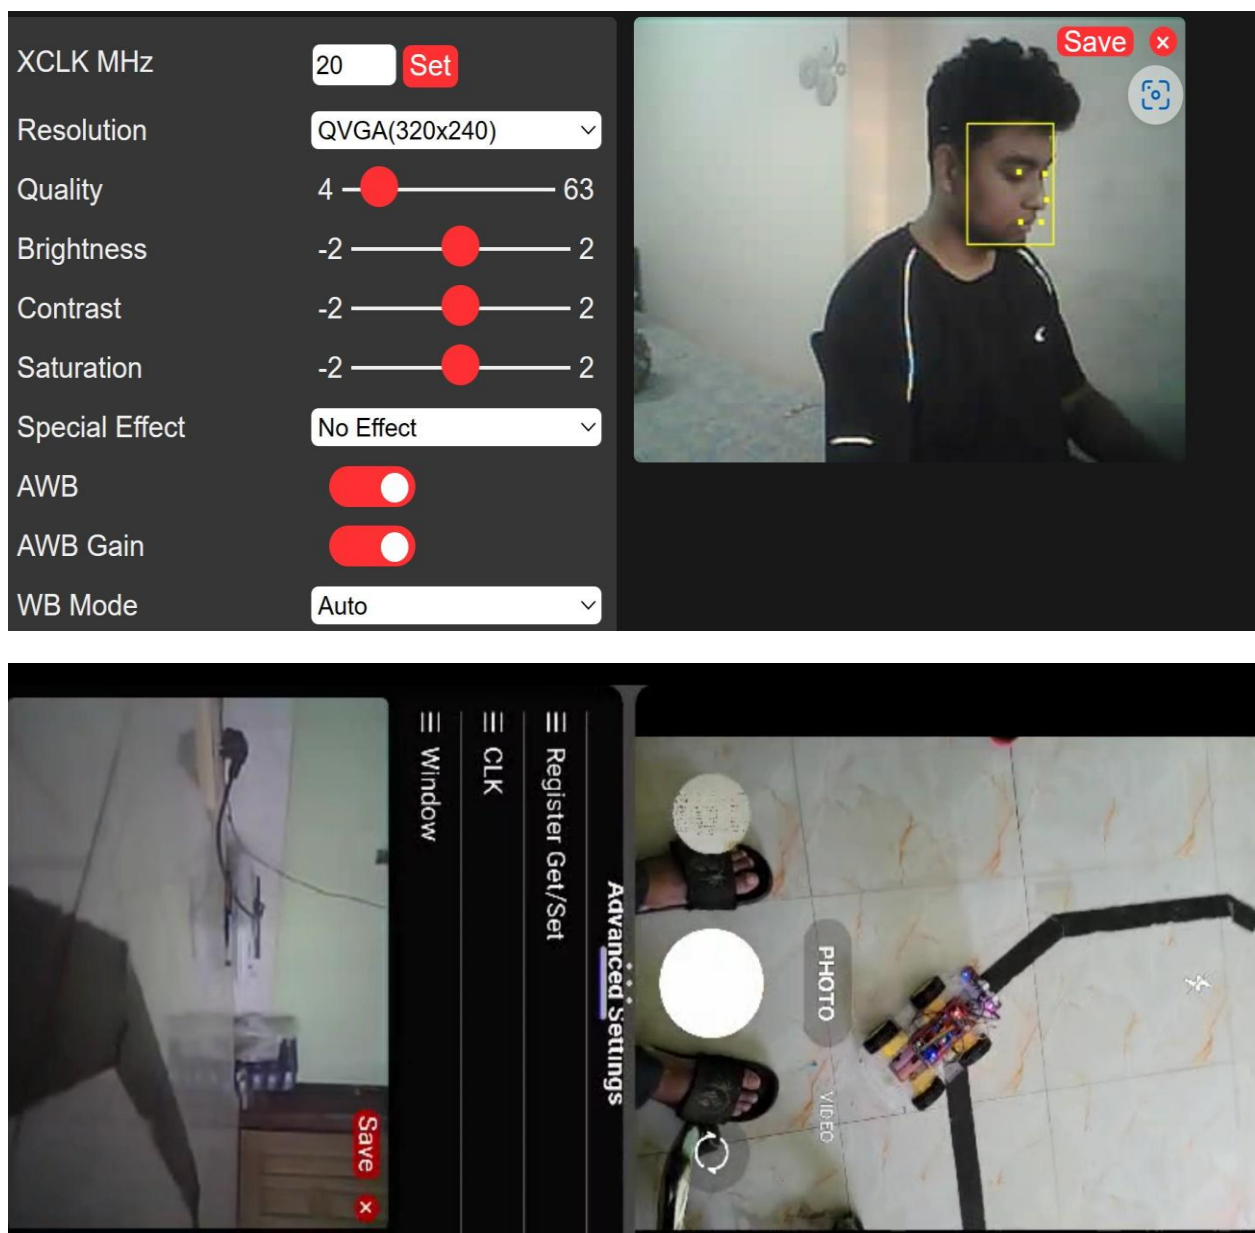 XCLK MHz 20 Set
Resolution QVGA(320x240)
Quality 4 63
Brightness -2 2
Contrast -2 2
Saturation -2 2
Special Effect No Effect
AWB
AWB Gain
WB Mode Auto
Save ×
Advanced Settings
Register Get/Set
CLK
Window
Save ×
PHOTO
VIDEO